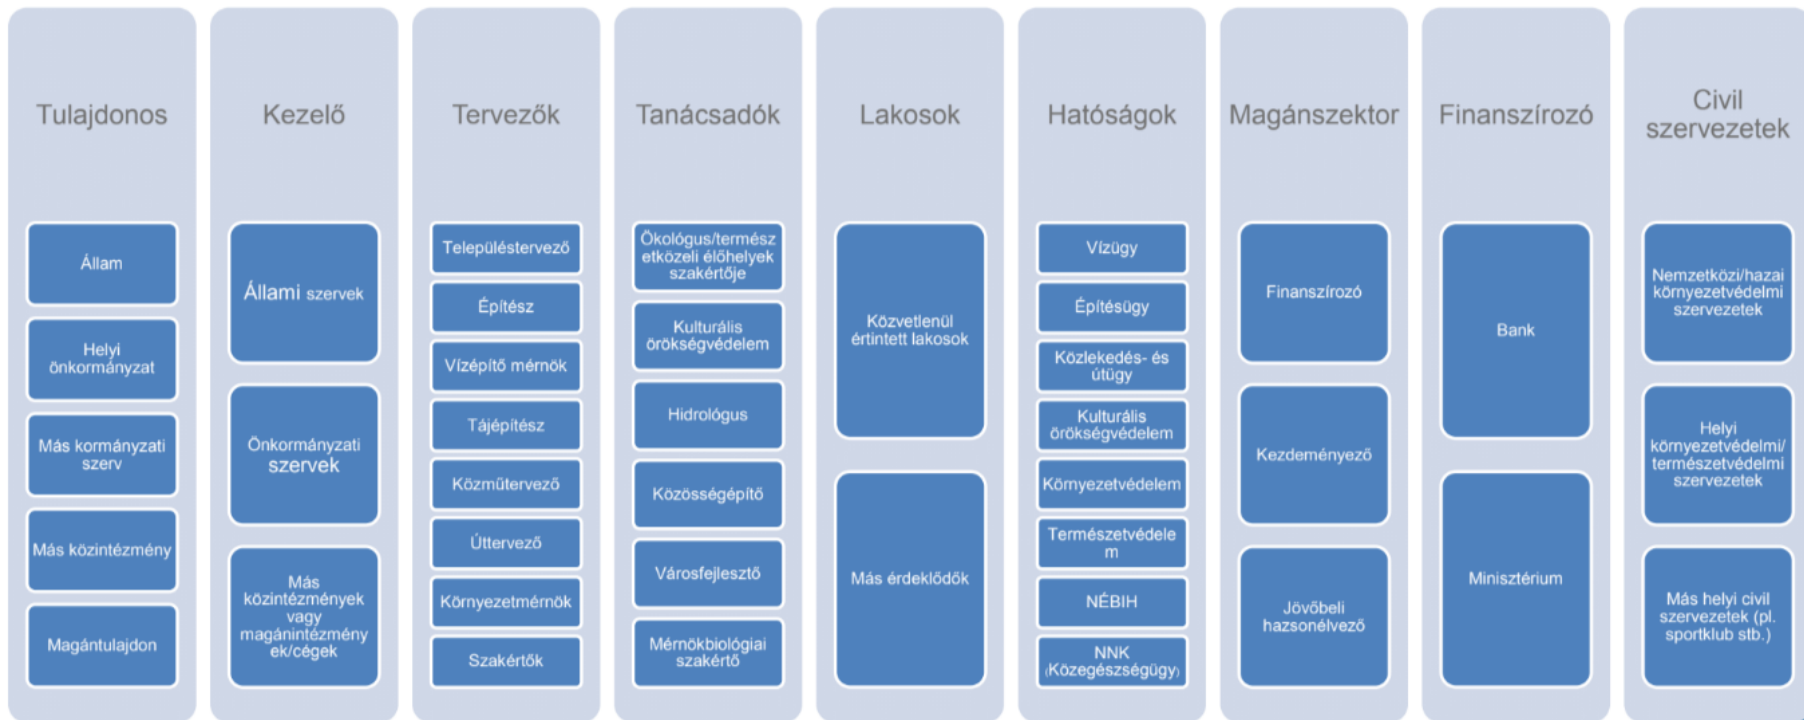 Tulajdonos
Állam
Helyi
önkormányzat
Más kormányzati
szerv
Más közintézmény
Magántulajdon
Kezelő
Állami szervek
Önkormányzati
szervek
Más
közintézmények
vagy
magánintézmény
ek/cégek
Tervezők
Településtervező
Építész
Vízépítő mérnök
Tájépítész
Közműtervező
Úttervező
Környezetmérnök
Szakértők
Tanácsadók
Ökológus/termész
etközeli élőhelyek
szakértője
Kulturális
örökségvédelem
Hidrológus
Közösségépítő
Városfejlesztő
Mérnökbiológiai
szakértő
Lakosok
Közvetlenül
értintett lakosok
Más érdeklődők
Hatóságok
Vízügy
Építésügy
Közlekedés- és
útügy
Kulturális
örökségvédelem
Környezetvédelem
Természetvédele
m
NÉBIH
NNK
(Közegészségügy)
Magánszektor
Finanszírozó
Kezdeményező
Jövőbeli
hazsonélvező
Finanszírozó
Bank
Minisztérium
Civil
szervezetek
Nemzetközi/hazai
környezetvédelmi
szervezetek
Helyi
környezetvédelmi/
természetvédelmi
szervezetek
Más helyi civil
szervezetek (pl.
sportklub stb.)